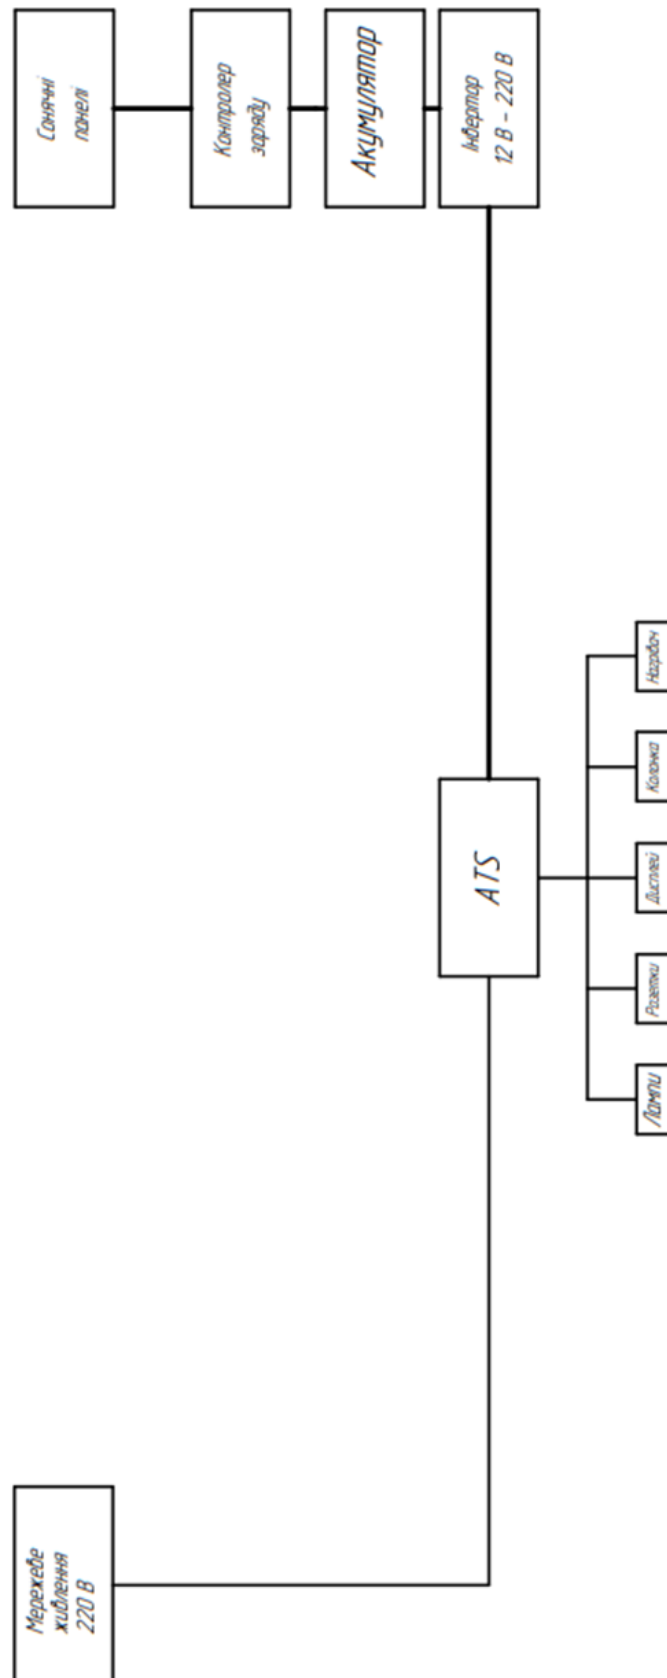 Мережеве
живлення
220 В
Сонячні
панелі
Контролер
заряду
Акумулятор
Інвертор
12 В – 220 В
ATS
Лампи
Розетки
Дисплей
Колонка
Нагрівач